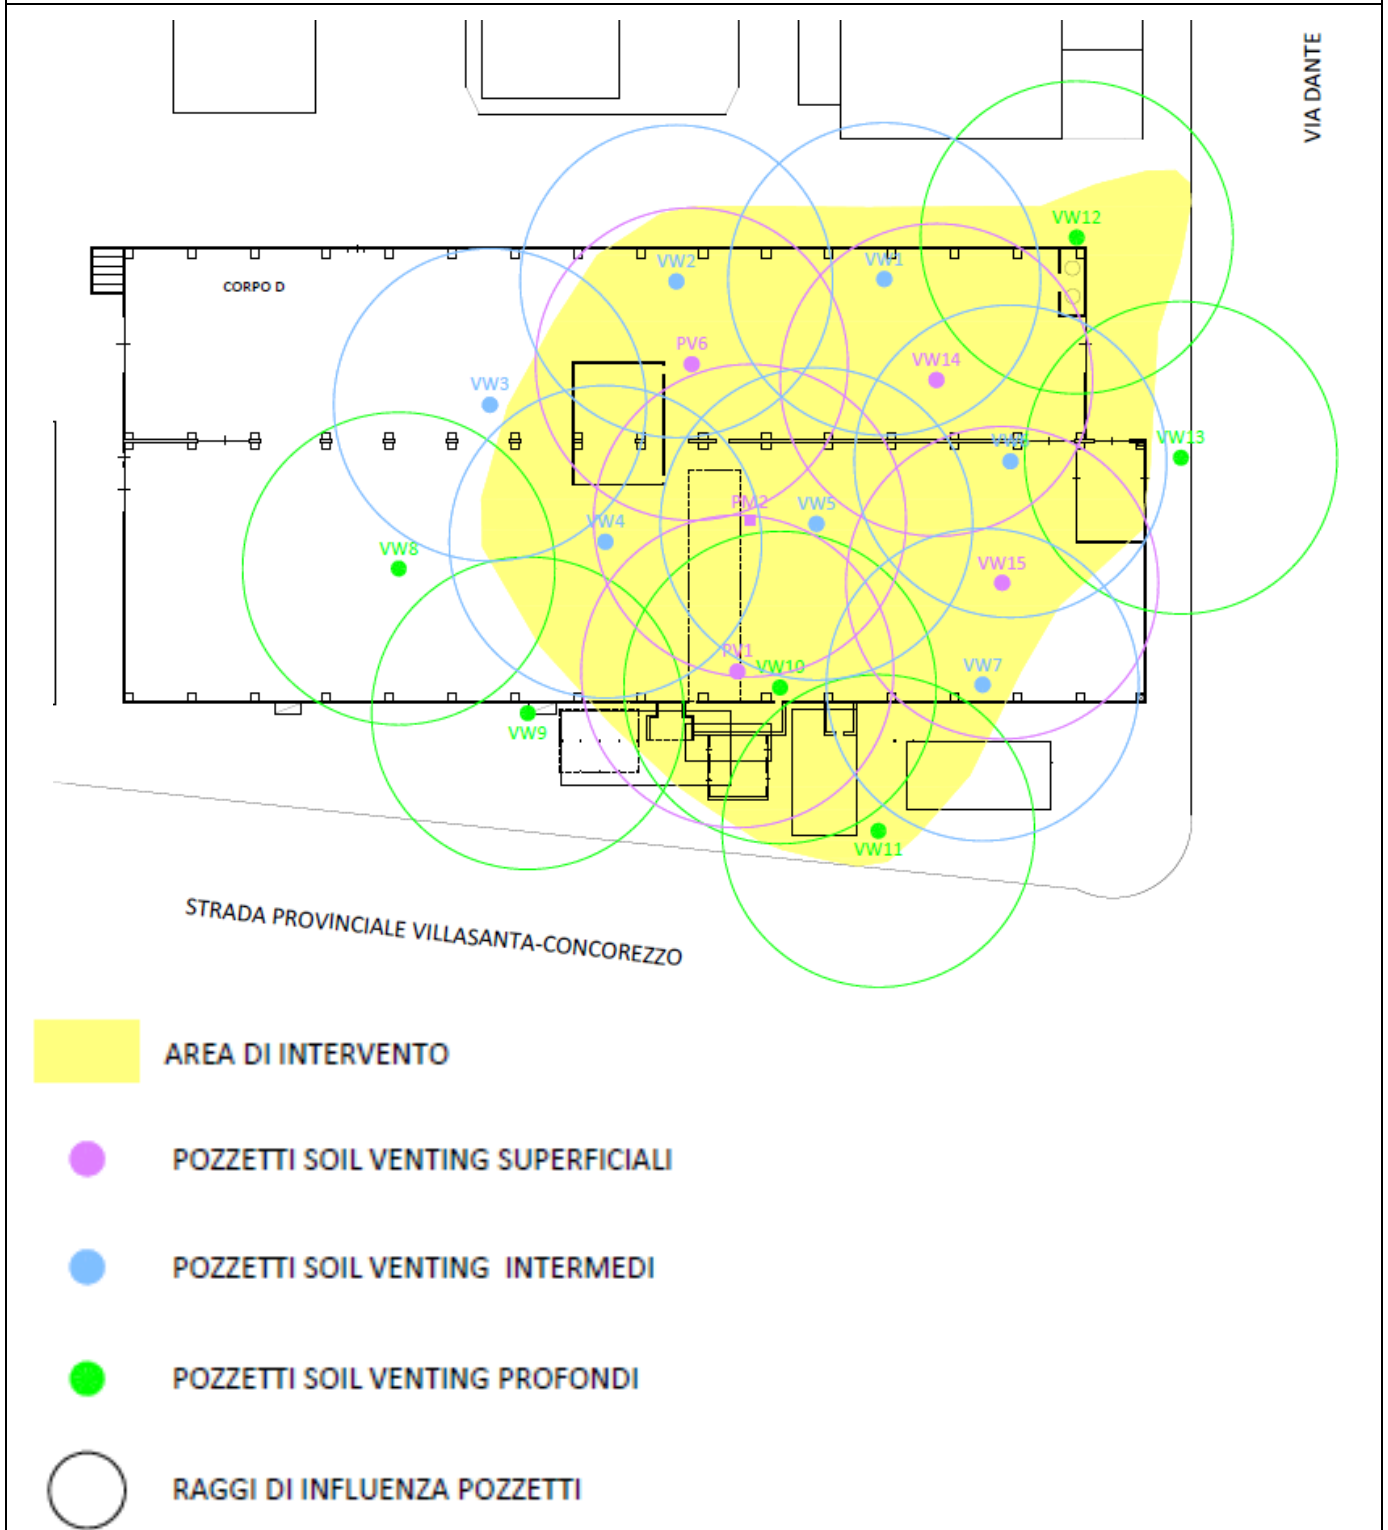 VIA DANTE
VW12
VW2
VW1
CORPO D
PV6
VW14
VW3
VW13
PM2
VW5
VW4
VW8
VW15
PV1
VW10
VW7
VW9
VW11
STRADA PROVINCIALE VILLASANTA-CONCOREZZO
AREA DI INTERVENTO
POZZETTI SOIL VENTING SUPERFICIALI
POZZETTI SOIL VENTING INTERMEDI
POZZETTI SOIL VENTING PROFONDI
RAGGI DI INFLUENZA POZZETTI